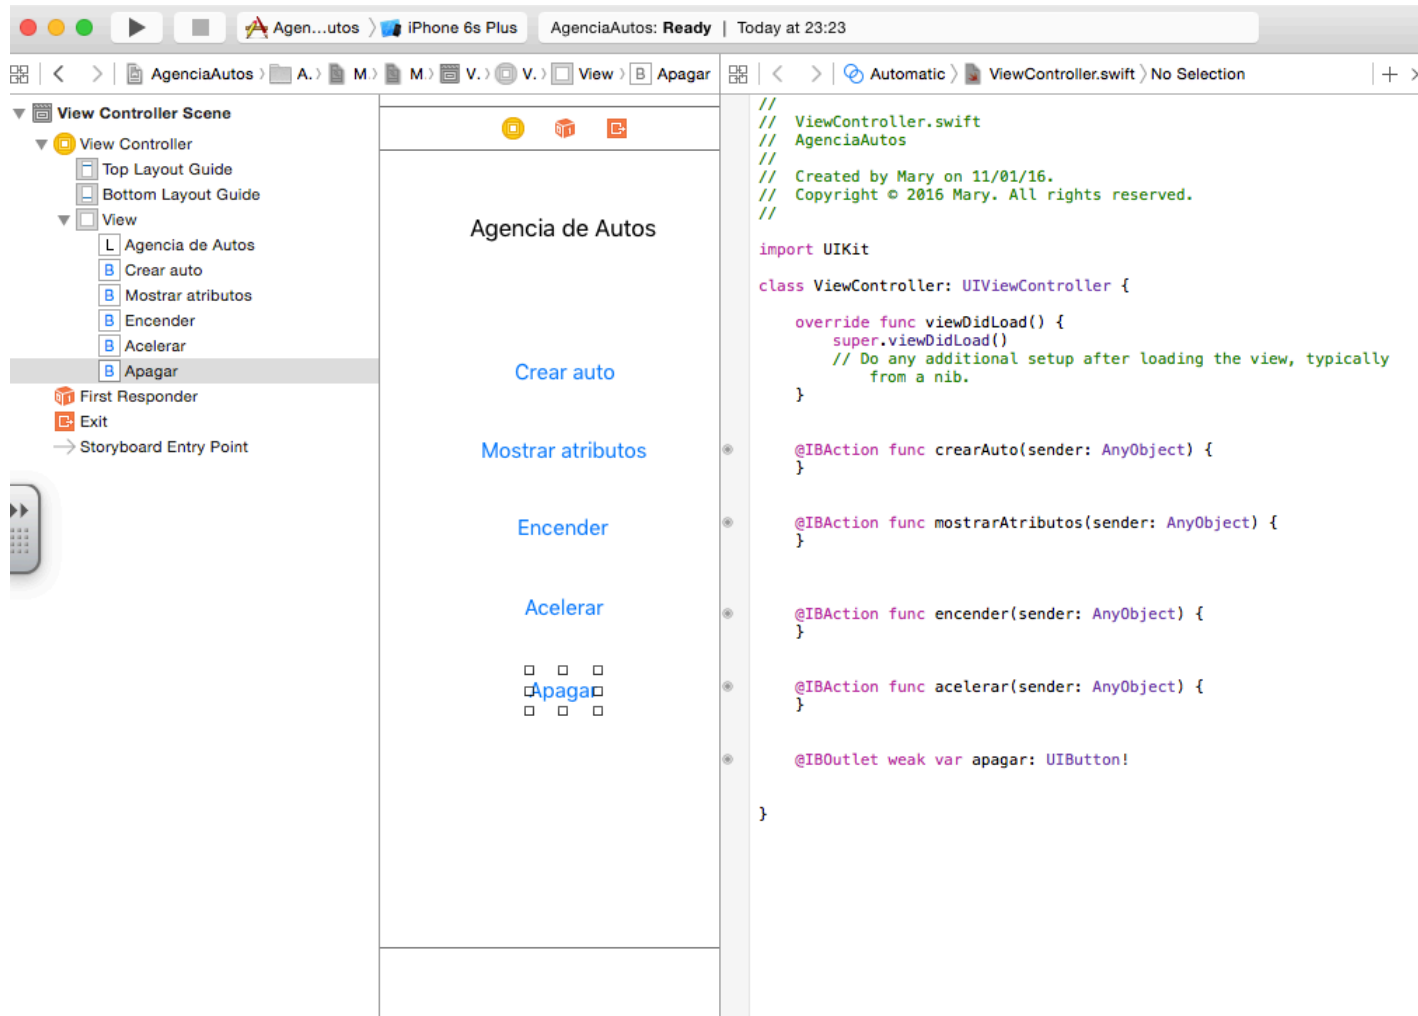 Agen...utos iPhone 6s Plus AgenciaAutos: Ready | Today at 23:23
AgenciaAutos A. M. M. V. V. View B Apagar
Automatic ViewController.swift No Selection
View Controller Scene
View Controller
Top Layout Guide
Bottom Layout Guide
View
L Agencia de Autos
B Crear auto
B Mostrar atributos
B Encender
B Acelerar
B Apagar
First Responder
Exit
Storyboard Entry Point
Agencia de Autos
Crear auto
Mostrar atributos
Encender
Acelerar
Apagar
//
// ViewController.swift
// AgenciaAutos
//
// Created by Mary on 11/01/16.
// Copyright © 2016 Mary. All rights reserved.
//
import UIKit
class ViewController: UIViewController {
override func viewDidLoad() {
super.viewDidLoad()
// Do any additional setup after loading the view, typically
from a nib.
}
@IBAction func crearAuto(sender: AnyObject) {
}
@IBAction func mostrarAtributos(sender: AnyObject) {
}
@IBAction func encender(sender: AnyObject) {
}
@IBAction func acelerar(sender: AnyObject) {
}
@IBOutlet weak var apagar: UIButton!
}